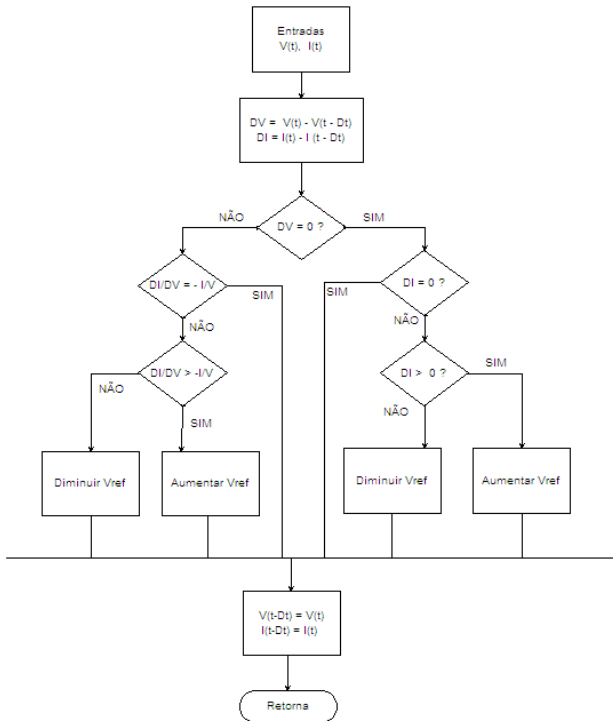 Entradas
V(t), I(t)
DV = V(t) - V(t - Dt)
DI = I(t) - I (t - Dt)
DV = 0 ?
NÃO
SIM
DI/DV = - I/V
SIM
NÃO
DI = 0 ?
SIM
NÃO
DI/DV > -I/V
NÃO
SIM
DI > 0 ?
NÃO
SIM
Diminuir Vref
Aumentar Vref
Diminuir Vref
Aumentar Vref
V(t-Dt) = V(t)
I(t-Dt) = I(t)
Retorna